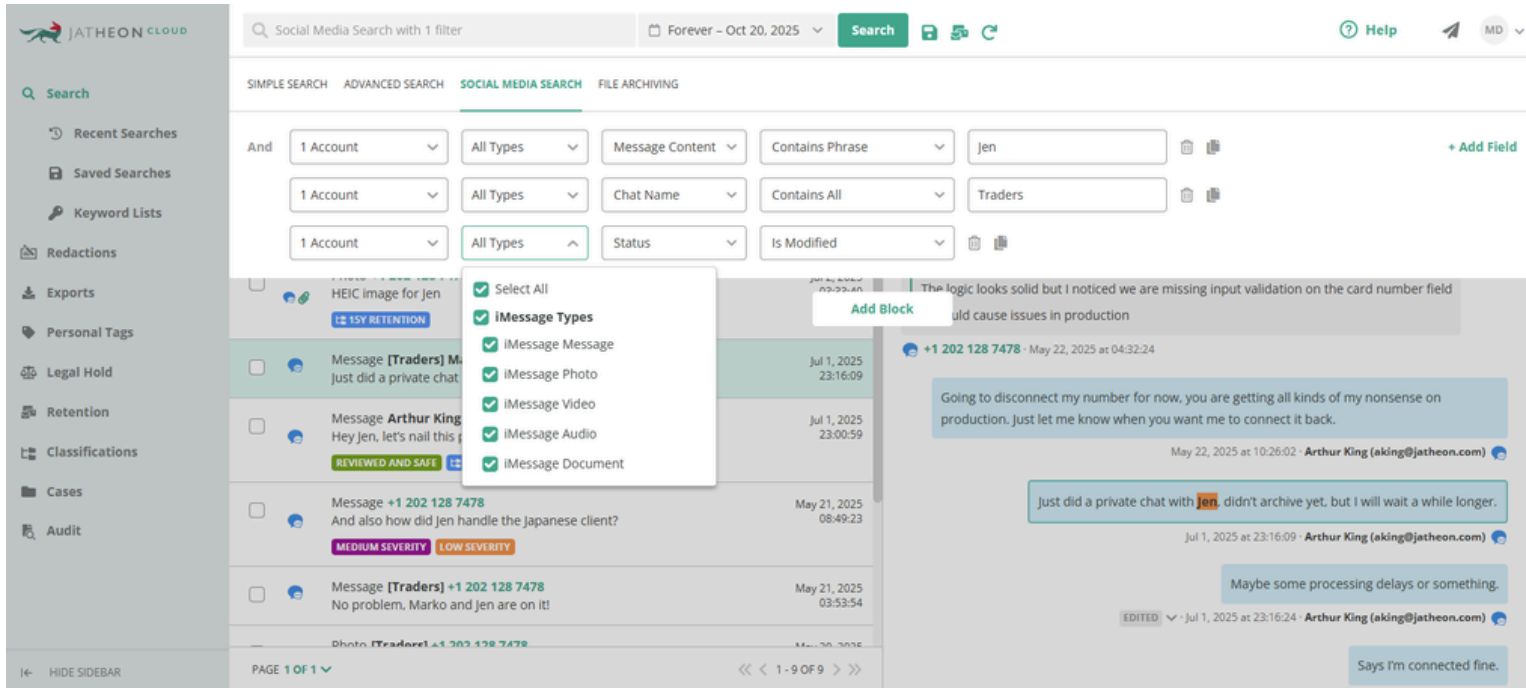 JATHEON CLOUD
Social Media Search with 1 filter
Forever – Oct 20, 2025
Search
Help
MD
Search
Recent Searches
Saved Searches
Keyword Lists
Redactions
Exports
Personal Tags
Legal Hold
Retention
Classifications
Cases
Audit
HIDE SIDEBAR
SIMPLE SEARCH ADVANCED SEARCH SOCIAL MEDIA SEARCH FILE ARCHIVING
And 1 Account All Types Message Content Contains Phrase Jen + Add Field
1 Account All Types Chat Name Contains All Traders
1 Account All Types Status Is Modified
Select All
iMessage Types
iMessage Message
iMessage Photo
iMessage Video
iMessage Audio
iMessage Document
Add Block
HEIC image for Jen
15Y RETENTION
Message [Traders]
Just did a private chat
Jul 1, 2025
23:16:09
Message Arthur King
Hey Jen, let's nail this
Jul 1, 2025
23:00:59
REVIEWED AND SAFE
Message +1 202 128 7478
And also how did Jen handle the Japanese client?
May 21, 2025
08:49:23
MEDIUM SEVERITY LOW SEVERITY
Message [Traders] +1 202 128 7478
No problem, Marko and Jen are on it!
May 21, 2025
03:53:54
Photo [Traders] +1 202 128 7478
PAGE 1 OF 1
1 - 9 OF 9
The logic looks solid but I noticed we are missing input validation on the card number field
cause issues in production
+1 202 128 7478 · May 22, 2025 at 04:32:24
Going to disconnect my number for now, you are getting all kinds of my nonsense on
production. Just let me know when you want me to connect it back.
May 22, 2025 at 10:26:02 · Arthur King (aking@jatheon.com)
Just did a private chat with Jen, didn't archive yet, but I will wait a while longer.
Jul 1, 2025 at 23:16:09 · Arthur King (aking@jatheon.com)
Maybe some processing delays or something.
EDITED · Jul 1, 2025 at 23:16:24 · Arthur King (aking@jatheon.com)
Says I'm connected fine.